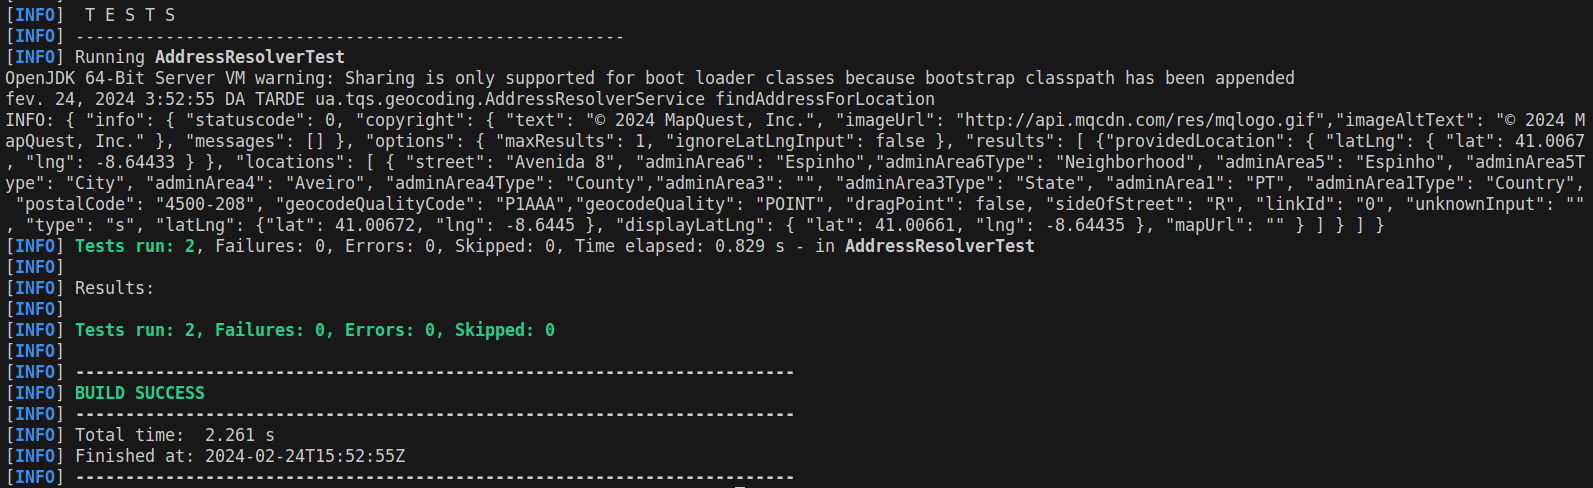 [INFO]  T E S T S
[INFO] -------------------------------------------------------
[INFO] Running AddressResolverTest
OpenJDK 64-Bit Server VM warning: Sharing is only supported for boot loader classes because bootstrap classpath has been appended
fev. 24, 2024 3:52:55 DA TARDE ua.tqs.geocoding.AddressResolverService findAddressForLocation
INFO: { "info": { "statuscode": 0, "copyright": { "text": "© 2024 MapQuest, Inc.", "imageUrl": "http://api.mqcdn.com/res/mqlogo.gif","imageAltText": "© 2024 M
apQuest, Inc." }, "messages": [] }, "options": { "maxResults": 1, "ignoreLatLngInput": false }, "results": [ {"providedLocation": { "latLng": { "lat": 41.0067
, "lng": -8.64433 } }, "locations": [ { "street": "Avenida 8", "adminArea6": "Espinho","adminArea6Type": "Neighborhood", "adminArea5": "Espinho", "adminArea5T
ype": "City", "adminArea4": "Aveiro", "adminArea4Type": "County","adminArea3": "", "adminArea3Type": "State", "adminArea1": "PT", "adminArea1Type": "Country",
 "postalCode": "4500-208", "geocodeQualityCode": "P1AAA","geocodeQuality": "POINT", "dragPoint": false, "sideOfStreet": "R", "linkId": "0", "unknownInput": ""
, "type": "s", "latLng": {"lat": 41.00672, "lng": -8.6445 }, "displayLatLng": { "lat": 41.00661, "lng": -8.64435 }, "mapUrl": "" } ] } ] }
[INFO] Tests run: 2, Failures: 0, Errors: 0, Skipped: 0, Time elapsed: 0.829 s - in AddressResolverTest
[INFO]
[INFO] Results:
[INFO]
[INFO] Tests run: 2, Failures: 0, Errors: 0, Skipped: 0
[INFO]
[INFO] ------------------------------------------------------------------------
[INFO] BUILD SUCCESS
[INFO] ------------------------------------------------------------------------
[INFO] Total time:  2.261 s
[INFO] Finished at: 2024-02-24T15:52:55Z
[INFO] ------------------------------------------------------------------------